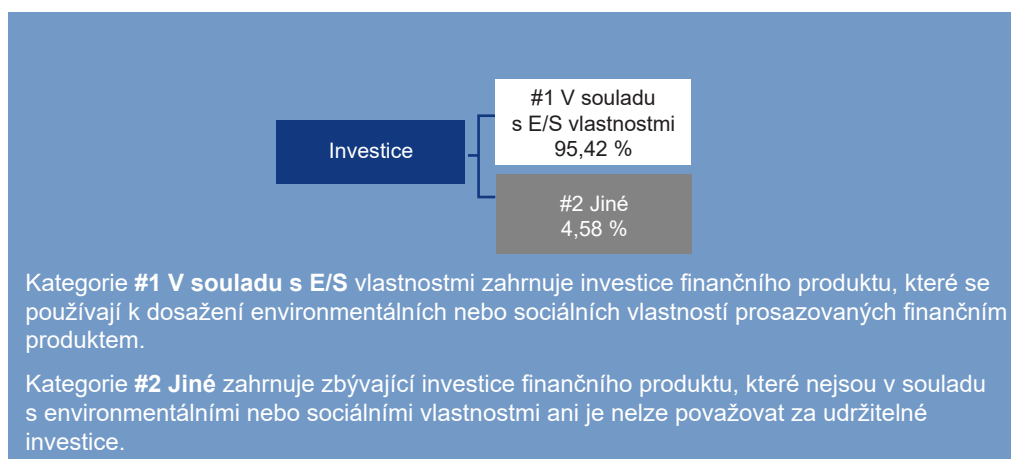 #1 V souladu
s E/S vlastnostmi
95,42 %
Investice
#2 Jiné
4,58 %
Kategorie #1 V souladu s E/S vlastnostmi zahrnuje investice finančního produktu, které se
používají k dosažení environmentálních nebo sociálních vlastností prosazovaných finančním
produktem.
Kategorie #2 Jiné zahrnuje zbývající investice finančního produktu, které nejsou v souladu
s environmentálními nebo sociálními vlastnostmi ani je nelze považovat za udržitelné
investice.